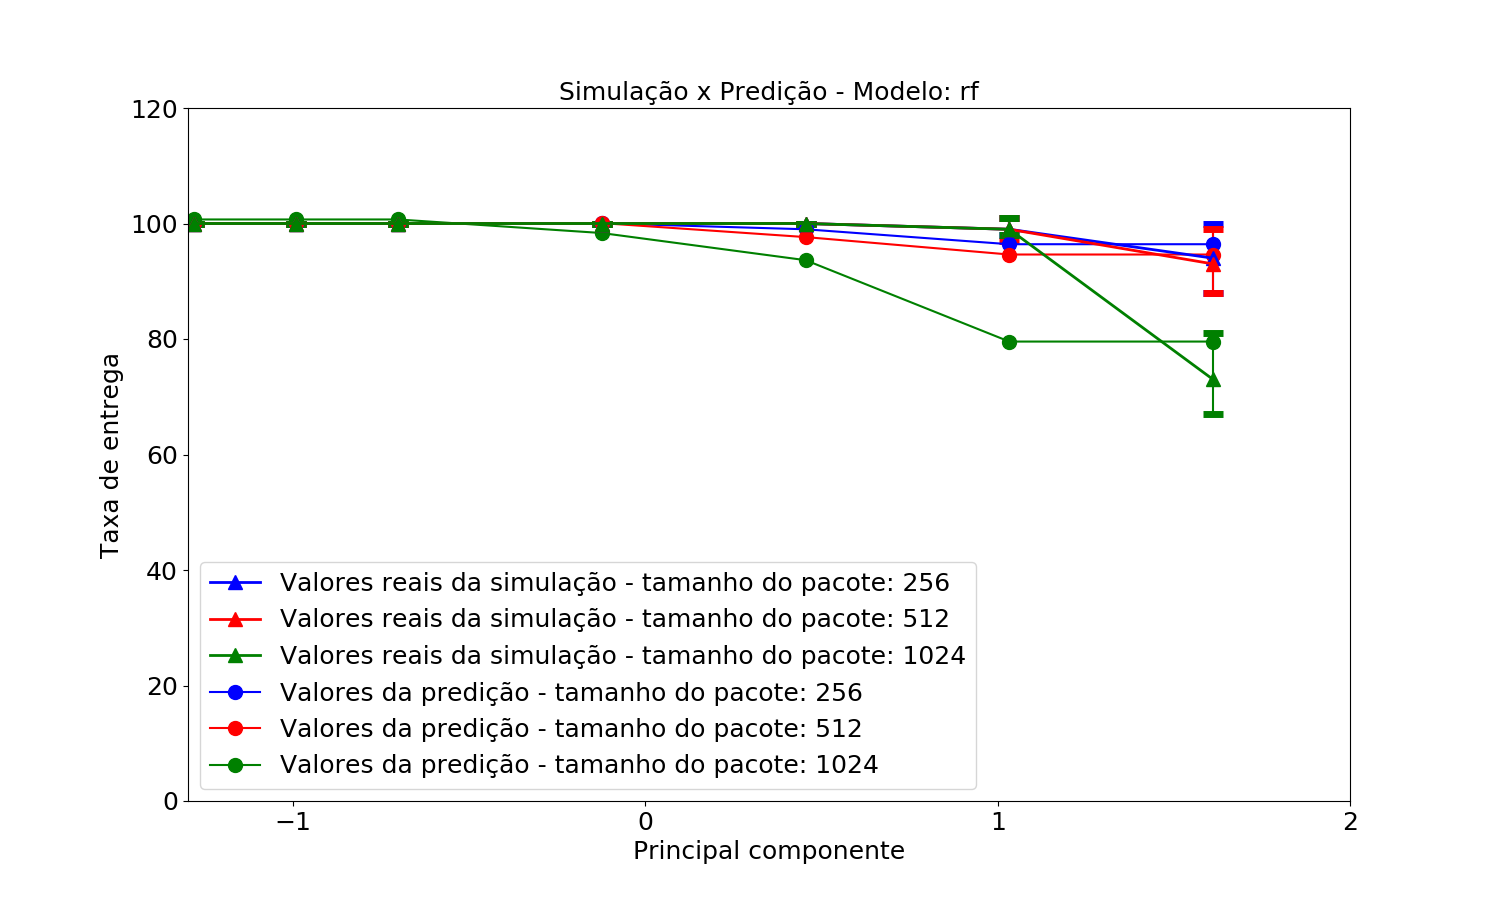 Simulação x Predição - Modelo: rf
120
100
80
60
40
20
0
Taxa de entrega
Valores reais da simulação - tamanho do pacote: 256
Valores reais da simulação - tamanho do pacote: 512
Valores reais da simulação - tamanho do pacote: 1024
Valores da predição - tamanho do pacote: 256
Valores da predição - tamanho do pacote: 512
Valores da predição - tamanho do pacote: 1024
−1 0 1 2
Principal componente